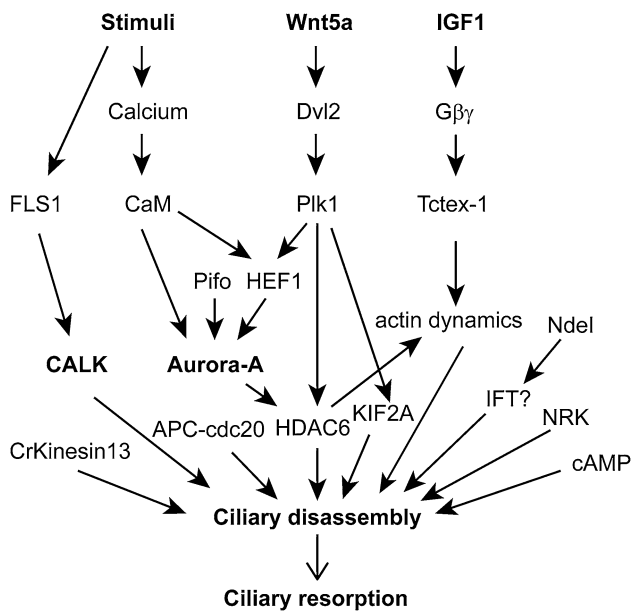 Stimuli Wnt5a IGF1
Calcium Dvl2 Gβγ
FLS1 CaM Plk1 Tctex-1
Pifo HEF1
actin dynamics NdeI
CALK Aurora-A
IFT?
APC-cdc20 HDAC6 KIF2A NRK
CrKinesin13 cAMP
Ciliary disassembly
Ciliary resorption